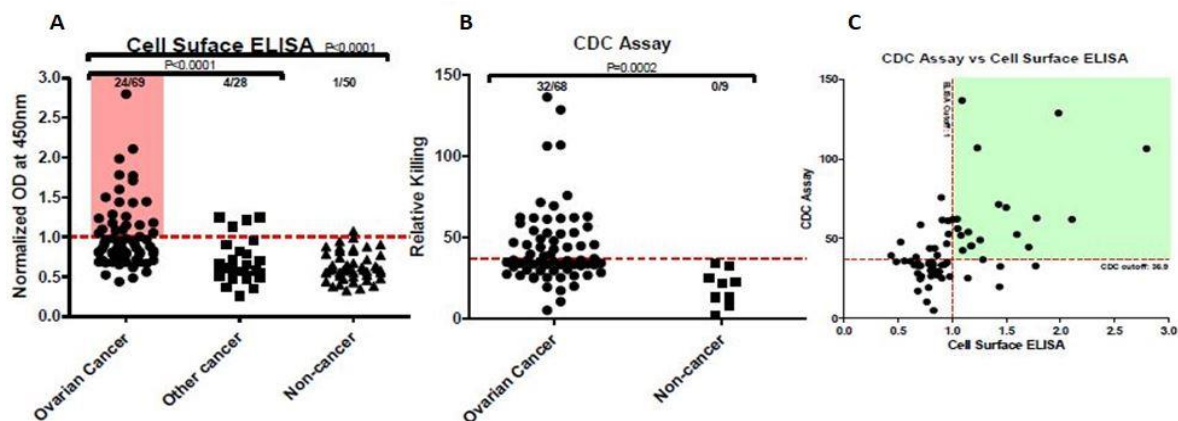 A
Cell Suface ELISA
P<0.0001
P<0.0001
24/69
4/28
1/50
Normalized OD at 450nm
3.0
2.5
2.0
1.5
1.0
0.5
0.0
Ovarian Cancer
Other cancer
Non-cancer
B
CDC Assay
P=0.0002
32/68
0/9
Relative Killing
150
100
50
0
Ovarian Cancer
Non-cancer
C
CDC Assay vs Cell Surface ELISA
CDC Assay
150
100
50
0
ELISA Cutoff: 1
CDC cutoff: 36.9
0.0
0.5
1.0
1.5
2.0
2.5
3.0
Cell Surface ELISA